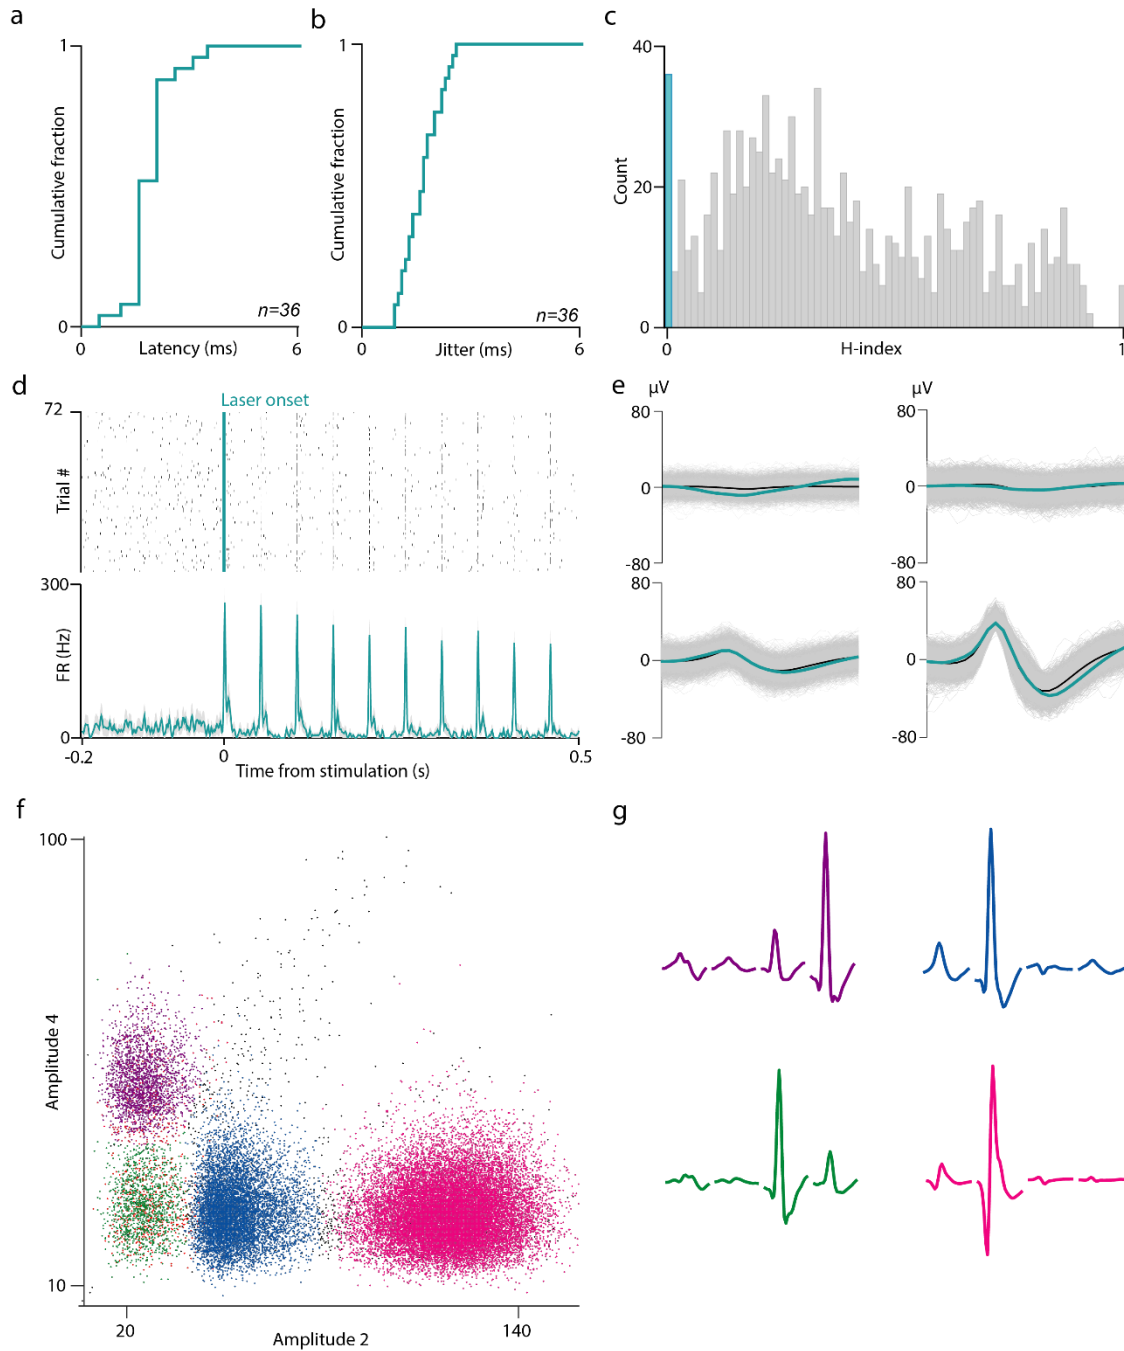 a
1
Cumulative fraction
0
0
Latency (ms)
6
n=36
b
1
Cumulative fraction
0
0
Jitter (ms)
6
n=36
c
40
20
0
Count
0
H-index
1
d
Laser onset
72
Trial #
300
FR (Hz)
0
-0.2
0
0.5
Time from stimulation (s)
e
µV
80
0
-80
µV
80
0
-80
80
0
-80
80
0
-80
f
100
Amplitude 4
10
20
140
Amplitude 2
g